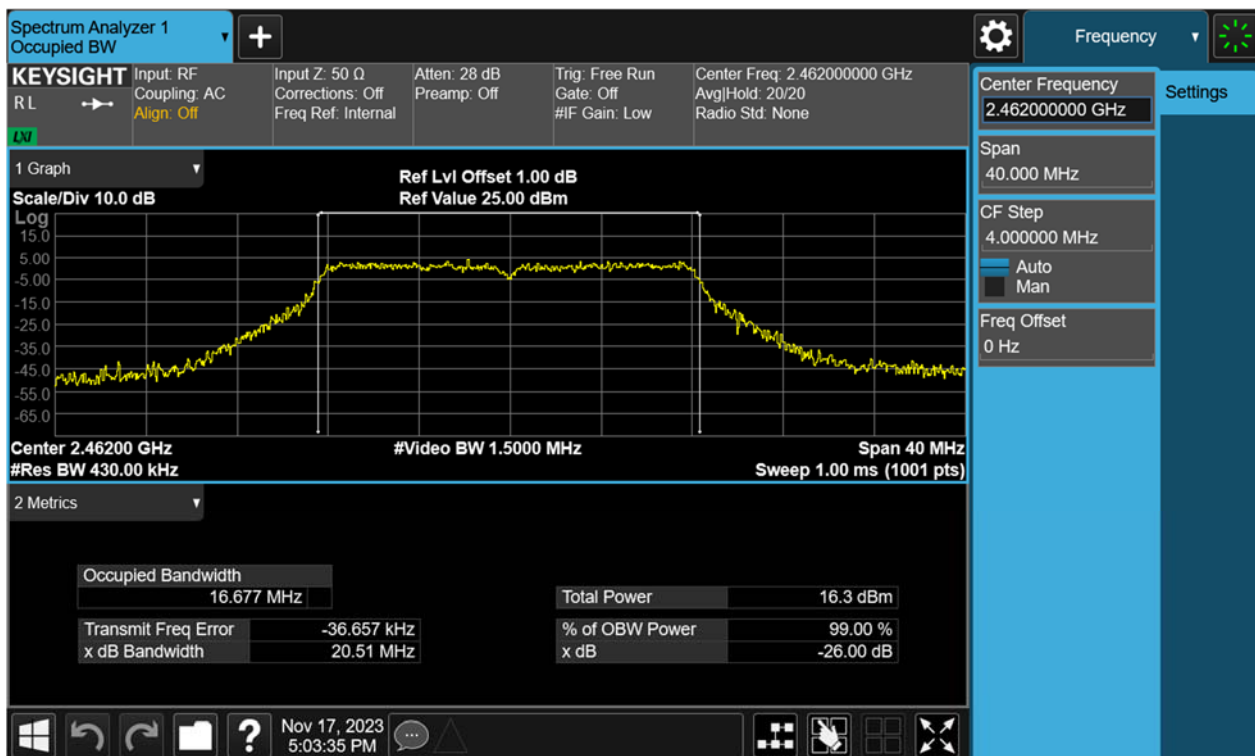 Spectrum Analyzer 1
Occupied BW
Frequency
KEYSIGHT
R L
LXI
Input: RF
Coupling: AC
Align: Off
Input Z: 50 Ω
Corrections: Off
Freq Ref: Internal
Atten: 28 dB
Preamp: Off
Trig: Free Run
Gate: Off
#IF Gain: Low
Center Freq: 2.462000000 GHz
Avg|Hold: 20/20
Radio Std: None
Center Frequency
2.462000000 GHz
Settings
Span
40.000 MHz
CF Step
4.000000 MHz
Auto
Man
Freq Offset
0 Hz
1 Graph
Scale/Div 10.0 dB
Ref Lvl Offset 1.00 dB
Ref Value 25.00 dBm
Log
15.0
5.00
-5.00
-15.0
-25.0
-35.0
-45.0
-55.0
-65.0
Center 2.46200 GHz
#Video BW 1.5000 MHz
Span 40 MHz
#Res BW 430.00 kHz
Sweep 1.00 ms (1001 pts)
2 Metrics
Occupied Bandwidth
16.677 MHz
Total Power 16.3 dBm
Transmit Freq Error -36.657 kHz
% of OBW Power 99.00 %
x dB Bandwidth 20.51 MHz
x dB -26.00 dB
?
Nov 17, 2023
5:03:35 PM